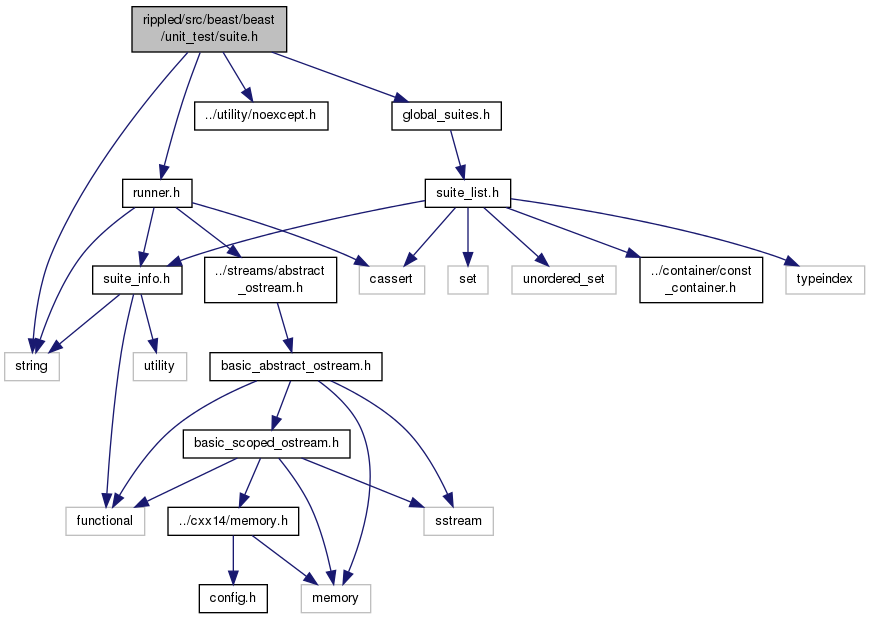 rippled/src/beast/beast
/unit_test/suite.h
../utility/noexcept.h
global_suites.h
runner.h
suite_list.h
suite_info.h
../streams/abstract
_ostream.h
cassert
set
unordered_set
../container/const
_container.h
typeindex
string
utility
basic_abstract_ostream.h
basic_scoped_ostream.h
functional
../cxx14/memory.h
sstream
config.h
memory